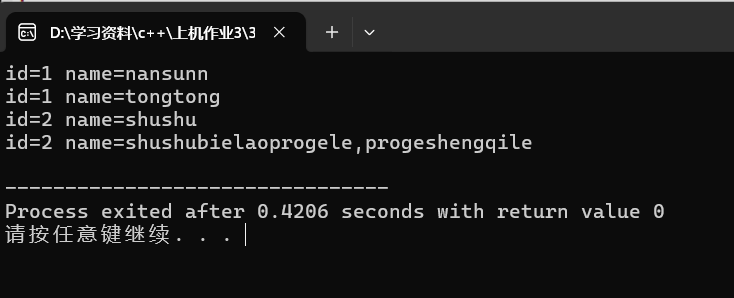 D:\学习资料\c++\上机作业3\3
id=1 name=nansunn
id=1 name=tongtong
id=2 name=shushu
id=2 name=shushubielaoprogele,progeshengqile
--------------------------------
Process exited after 0.4206 seconds with return value 0
请按任意键继续. . .